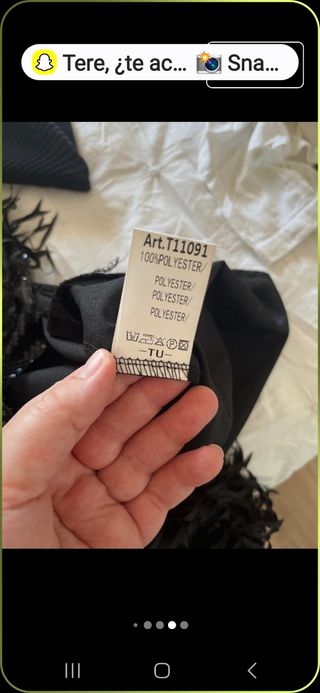 Tere, ¿te ac... 📸 Sna...
Art.T11091
100%POLYESTER/
POLYESTER/
POLYESTER/
POLYESTER/
—TU—